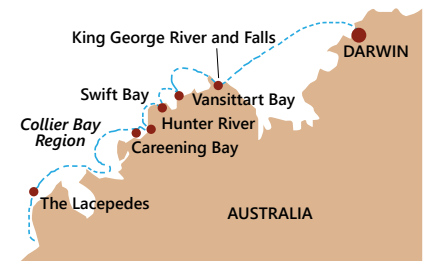 King George River and Falls
DARWIN
Swift Bay
Vansittart Bay
Collier Bay
Region
Hunter River
Careening Bay
The Lacepedes
AUSTRALIA